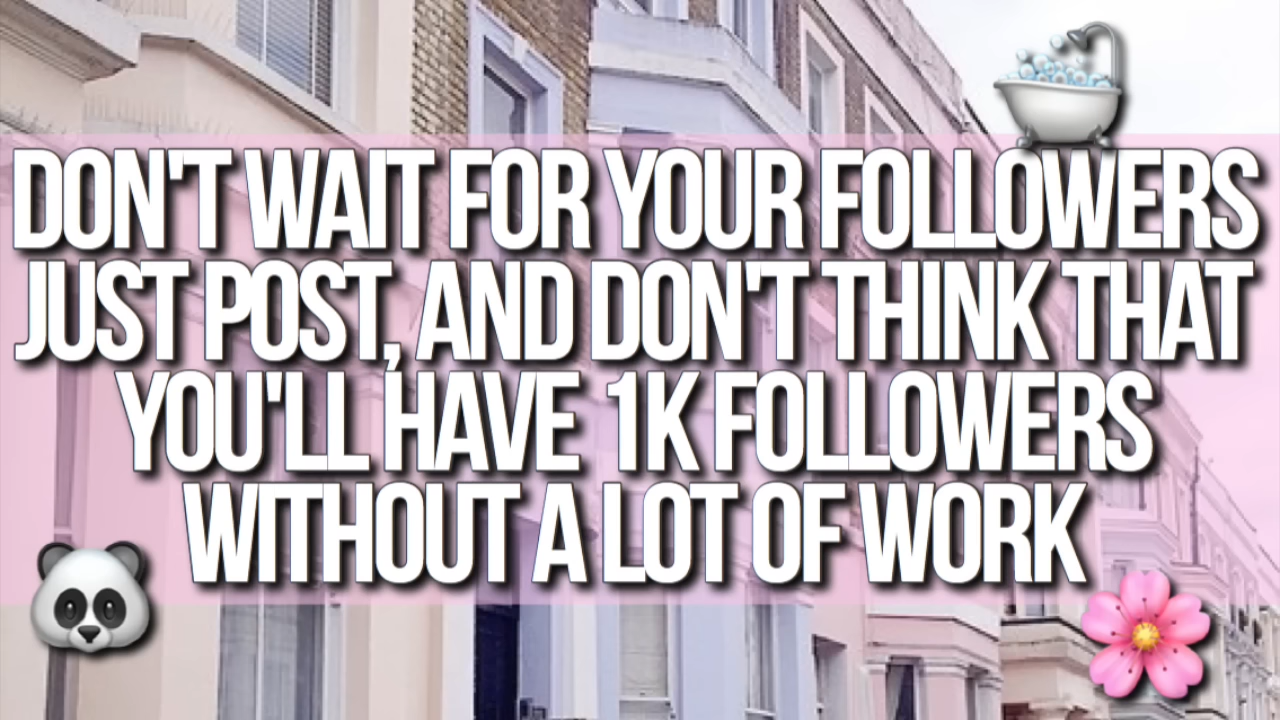 DON'T WAIT FOR YOUR FOLLOWERS
JUST POST, AND DON'T THINK THAT
YOU'LL HAVE 1K FOLLOWERS
WITHOUT A LOT OF WORK